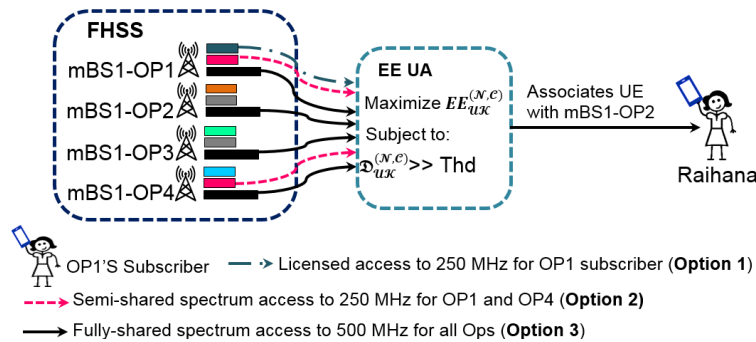 FHSS
mBS1-OP1
mBS1-OP2
mBS1-OP3
mBS1-OP4
EE UA
Maximize EE_{𝒰𝒦}^{(𝒩,𝒞)}
Subject to:
𝕯_{𝒰𝒦}^{(𝒩,𝒞)}>> Thd
Associates UE
with mBS1-OP2
Raihana
OP1'S Subscriber
Licensed access to 250 MHz for OP1 subscriber (Option 1)
Semi-shared spectrum access to 250 MHz for OP1 and OP4 (Option 2)
Fully-shared spectrum access to 500 MHz for all Ops (Option 3)